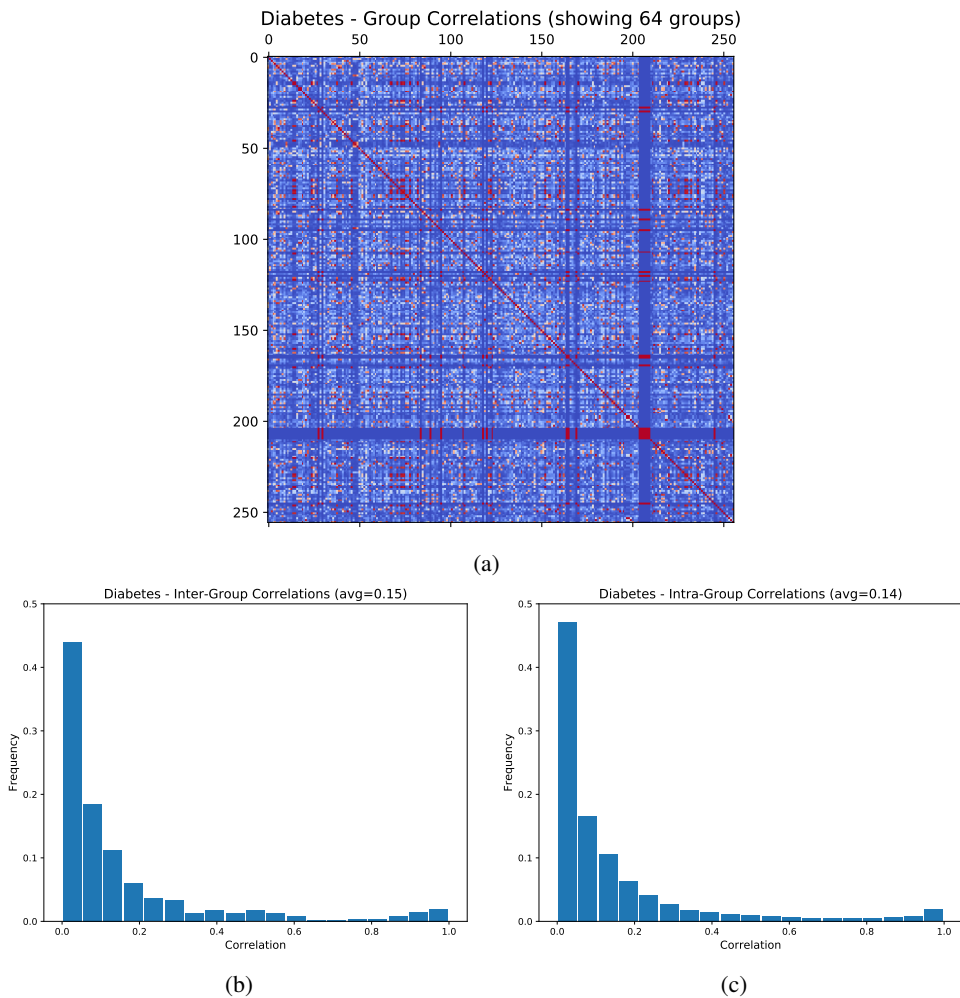 Diabetes - Group Correlations (showing 64 groups)
0 50 100 150 200 250
0
50
100
150
200
250
(a)
Diabetes - Inter-Group Correlations (avg=0.15)
0.5
0.4
0.3
0.2
0.1
0.0
Frequency
0.0 0.2 0.4 0.6 0.8 1.0
Correlation
(b)
Diabetes - Intra-Group Correlations (avg=0.14)
0.5
0.4
0.3
0.2
0.1
0.0
Frequency
0.0 0.2 0.4 0.6 0.8 1.0
Correlation
(c)